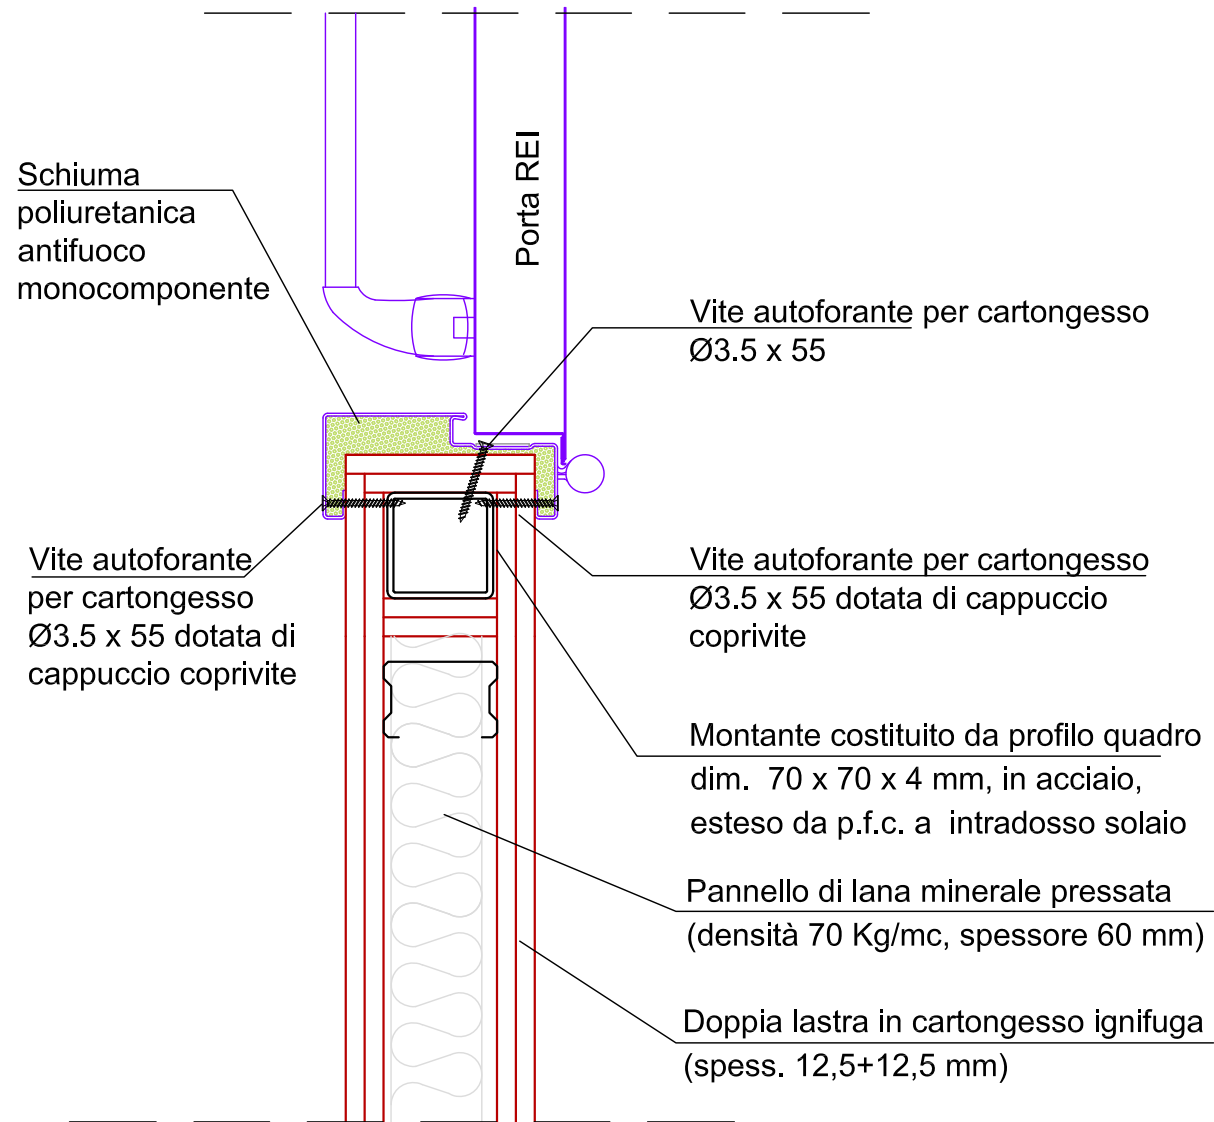 Porta REI
Schiuma
poliuretanica
antifuoco
monocomponente
Vite autoforante per cartongesso
Ø3.5 x 55
Vite autoforante
per cartongesso
Ø3.5 x 55 dotata di
cappuccio coprivite
Vite autoforante per cartongesso
Ø3.5 x 55 dotata di cappuccio
coprivite
Montante costituito da profilo quadro
dim. 70 x 70 x 4 mm, in acciaio,
esteso da p.f.c. a intradosso solaio
Pannello di lana minerale pressata
(densità 70 Kg/mc, spessore 60 mm)
Doppia lastra in cartongesso ignifuga
(spess. 12,5+12,5 mm)